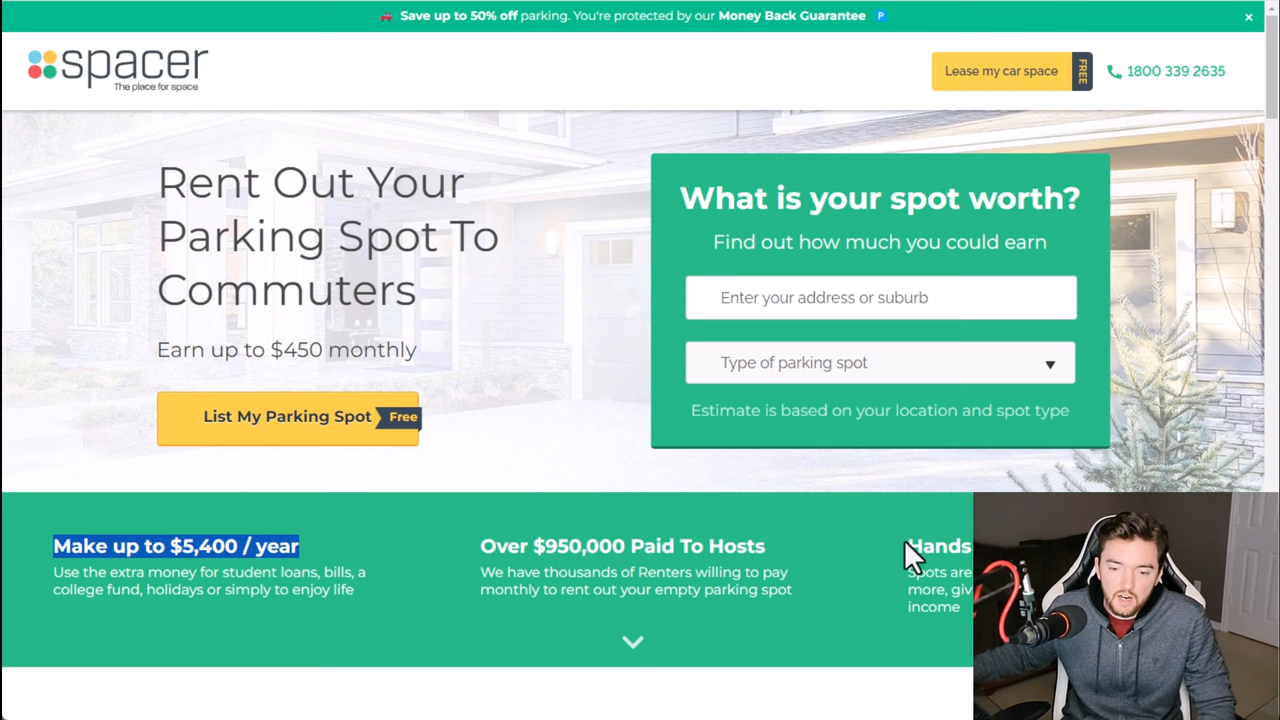 Save up to 50% off parking. You're protected by our Money Back Guarantee P
×
spacer
The place for space
Lease my car space
FREE
1800 339 2635
Rent Out Your
Parking Spot To
Commuters
Earn up to $450 monthly
List My Parking Spot Free
What is your spot worth?
Find out how much you could earn
Enter your address or suburb
Type of parking spot
Estimate is based on your location and spot type
Make up to $5,400 / year
Use the extra money for student loans, bills, a
college fund, holidays or simply to enjoy life
Over $950,000 Paid To Hosts
We have thousands of Renters willing to pay
monthly to rent out your empty parking spot
Hands
Spots are
more, giv
income